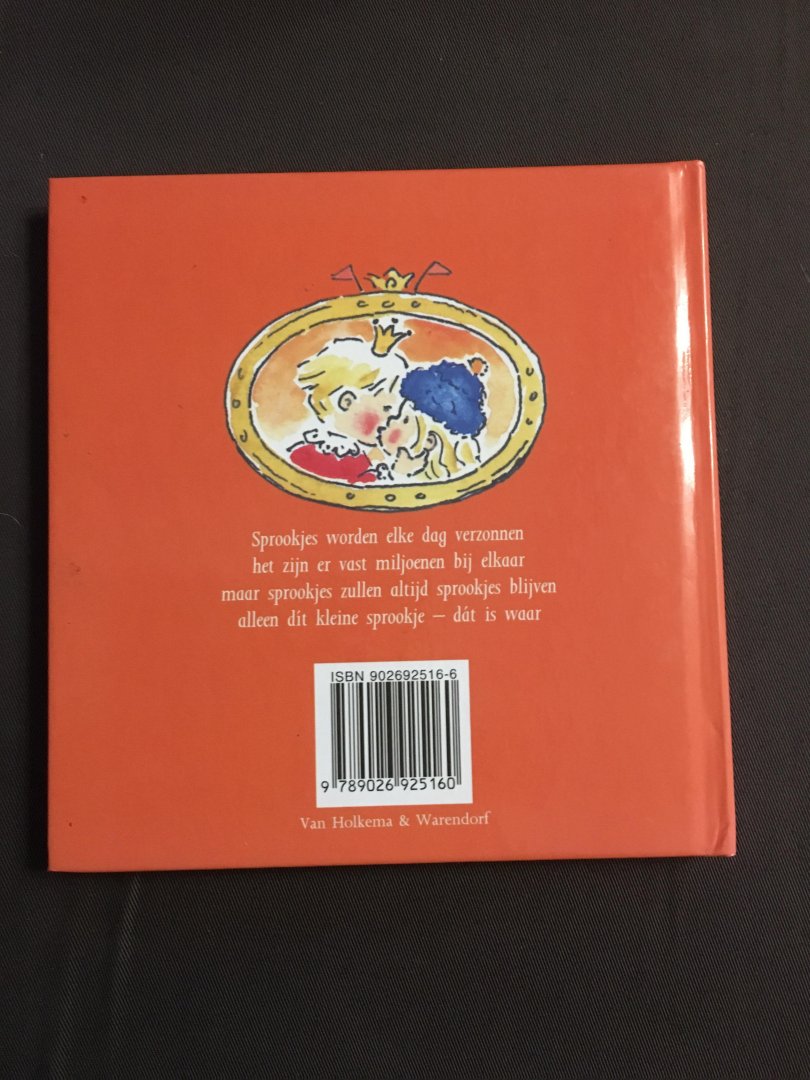 Sprookjes worden elke dag verzonnen
het zijn er vast miljoenen bij elkaar
maar sprookjes zullen altijd sprookjes blijven
alleen dít kleine sprookje – dát is waar
ISBN 902692516-6
9 789026 925160
Van Holkema & Warendorf